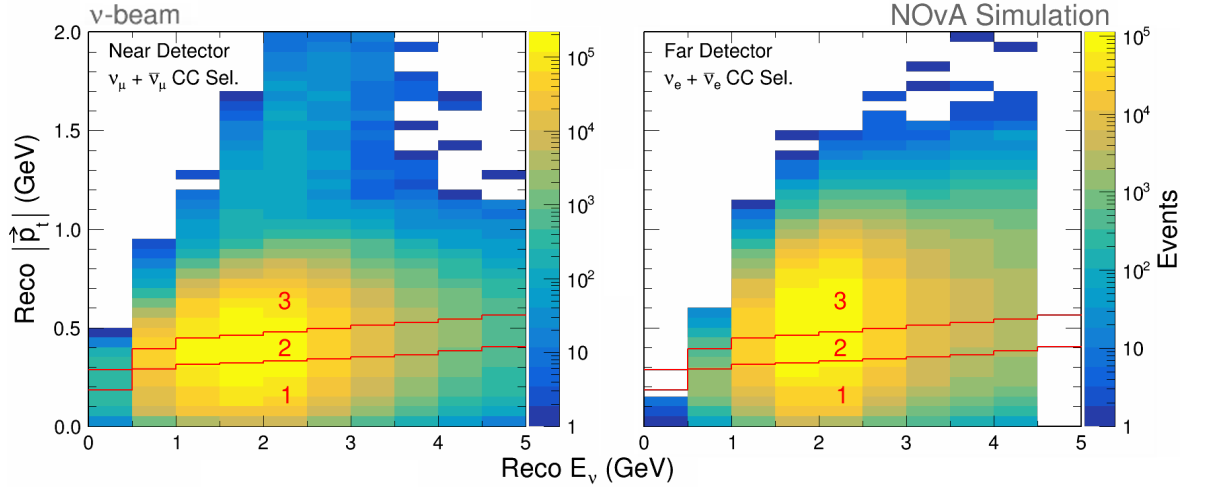 ν-beam
NOvA Simulation
Near Detector
ν_μ + ν̅_μ CC Sel.
Far Detector
ν_e + ν̅_e CC Sel.
Reco |p⃗_t| (GeV)
2.0
1.5
1.0
0.5
0.0
3
2
1
0 1 2 3 4 5
10^5
10^4
10^3
10^2
10
1
3
2
1
0 1 2 3 4 5
10^5
10^4
10^3
10^2
10
1
Events
Reco E_ν (GeV)